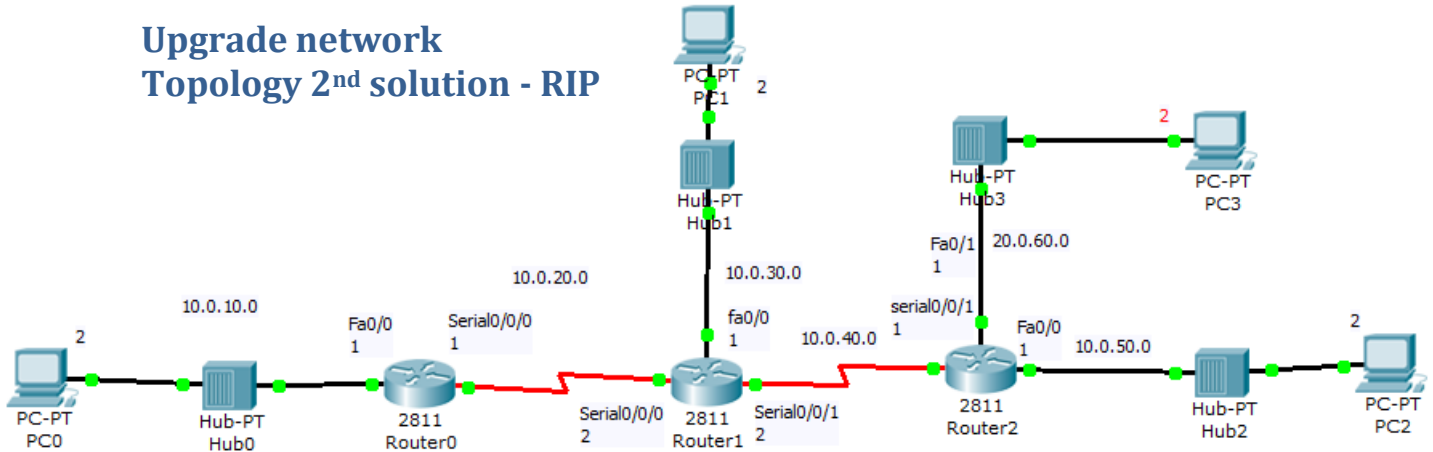 Upgrade network
Topology 2nd solution - RIP
PC-PT
PC1
2
Hub-PT
Hub1
2
Hub-PT
Hub3
PC-PT
PC3
Fa0/1
1
20.0.60.0
10.0.20.0
10.0.30.0
10.0.10.0
2
Fa0/0
1
Serial0/0/0
1
fa0/0
1
10.0.40.0
serial0/0/1
1
Fa0/0
1
10.0.50.0
2
PC-PT
PC0
Hub-PT
Hub0
2811
Router0
Serial0/0/0
2
2811
Router1
Serial0/0/1
2
2811
Router2
Hub-PT
Hub2
PC-PT
PC2